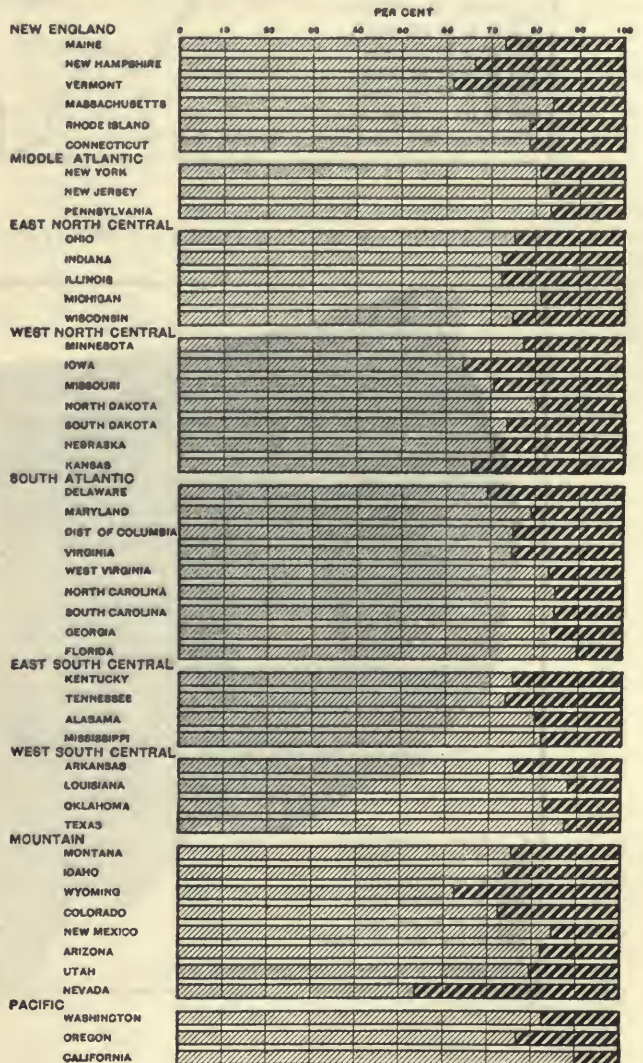 PER CENT
0 10 20 30 40 50 60 70 80 90 100
NEW ENGLAND
MAINE
NEW HAMPSHIRE
VERMONT
MASSACHUSETTS
RHODE ISLAND
CONNECTICUT
MIDDLE ATLANTIC
NEW YORK
NEW JERSEY
PENNSYLVANIA
EAST NORTH CENTRAL
OHIO
INDIANA
ILLINOIS
MICHIGAN
WISCONSIN
WEST NORTH CENTRAL
MINNESOTA
IOWA
MISSOURI
NORTH DAKOTA
SOUTH DAKOTA
NEBRASKA
KANSAS
SOUTH ATLANTIC
DELAWARE
MARYLAND
DIST OF COLUMBIA
VIRGINIA
WEST VIRGINIA
NORTH CAROLINA
SOUTH CAROLINA
GEORGIA
FLORIDA
EAST SOUTH CENTRAL
KENTUCKY
TENNESSEE
ALABAMA
MISSISSIPPI
WEST SOUTH CENTRAL
ARKANSAS
LOUISIANA
OKLAHOMA
TEXAS
MOUNTAIN
MONTANA
IDAHO
WYOMING
COLORADO
NEW MEXICO
ARIZONA
UTAH
NEVADA
PACIFIC
WASHINGTON
OREGON
CALIFORNIA